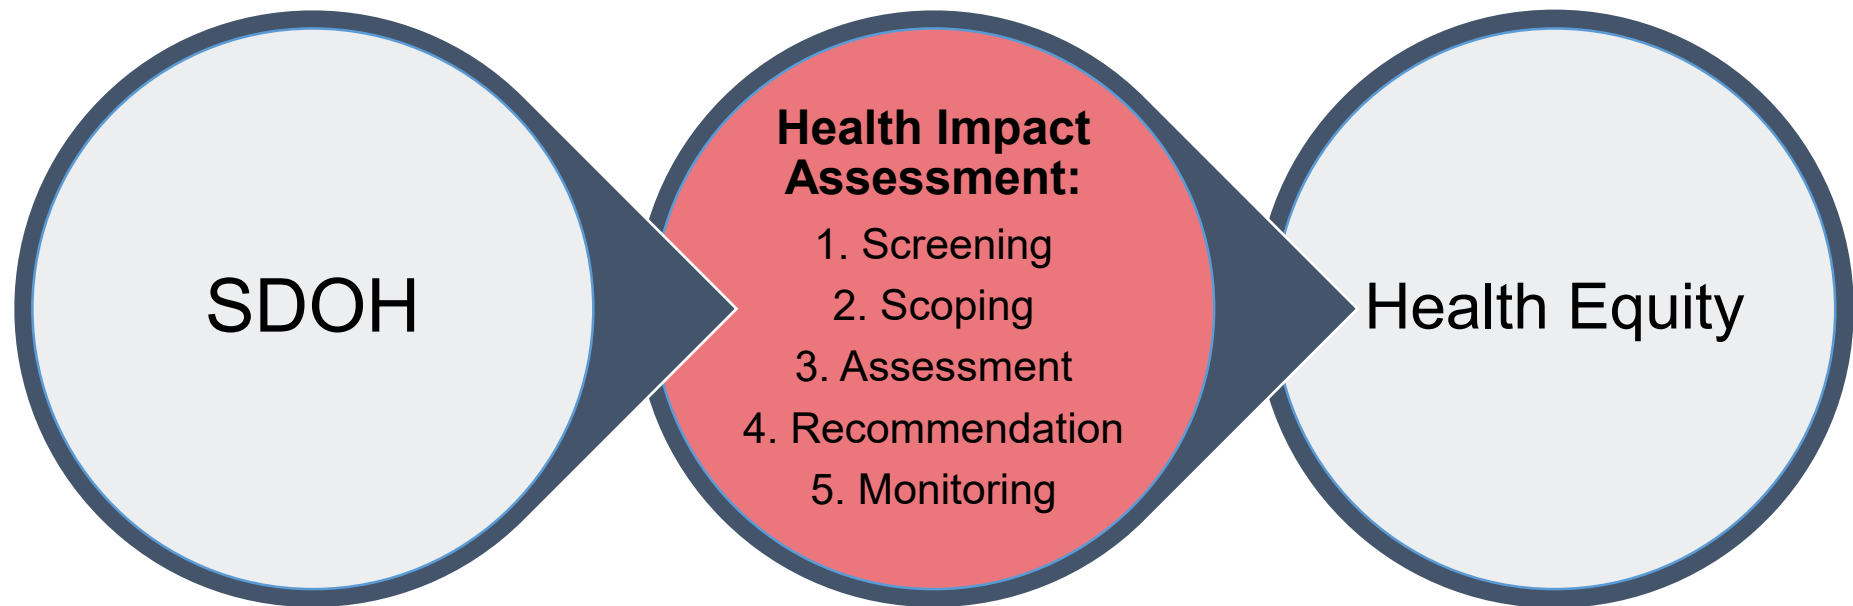 SDOH
Health Impact
Assessment:
1. Screening
2. Scoping
3. Assessment
4. Recommendation
5. Monitoring
Health Equity